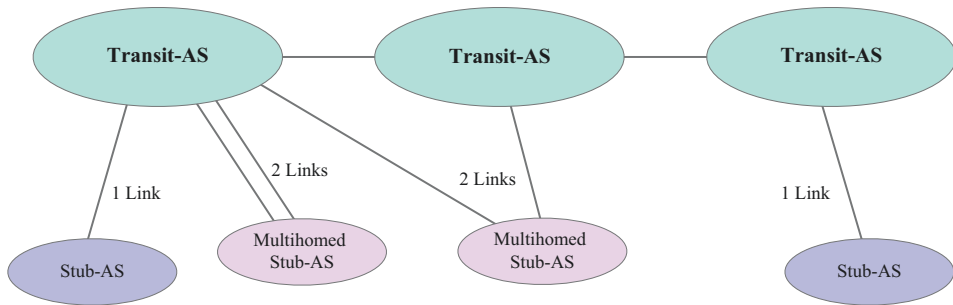 Transit-AS
Transit-AS
Transit-AS
2 Links
2 Links
1 Link
1 Link
Multihomed
Stub-AS
Multihomed
Stub-AS
Stub-AS
Stub-AS